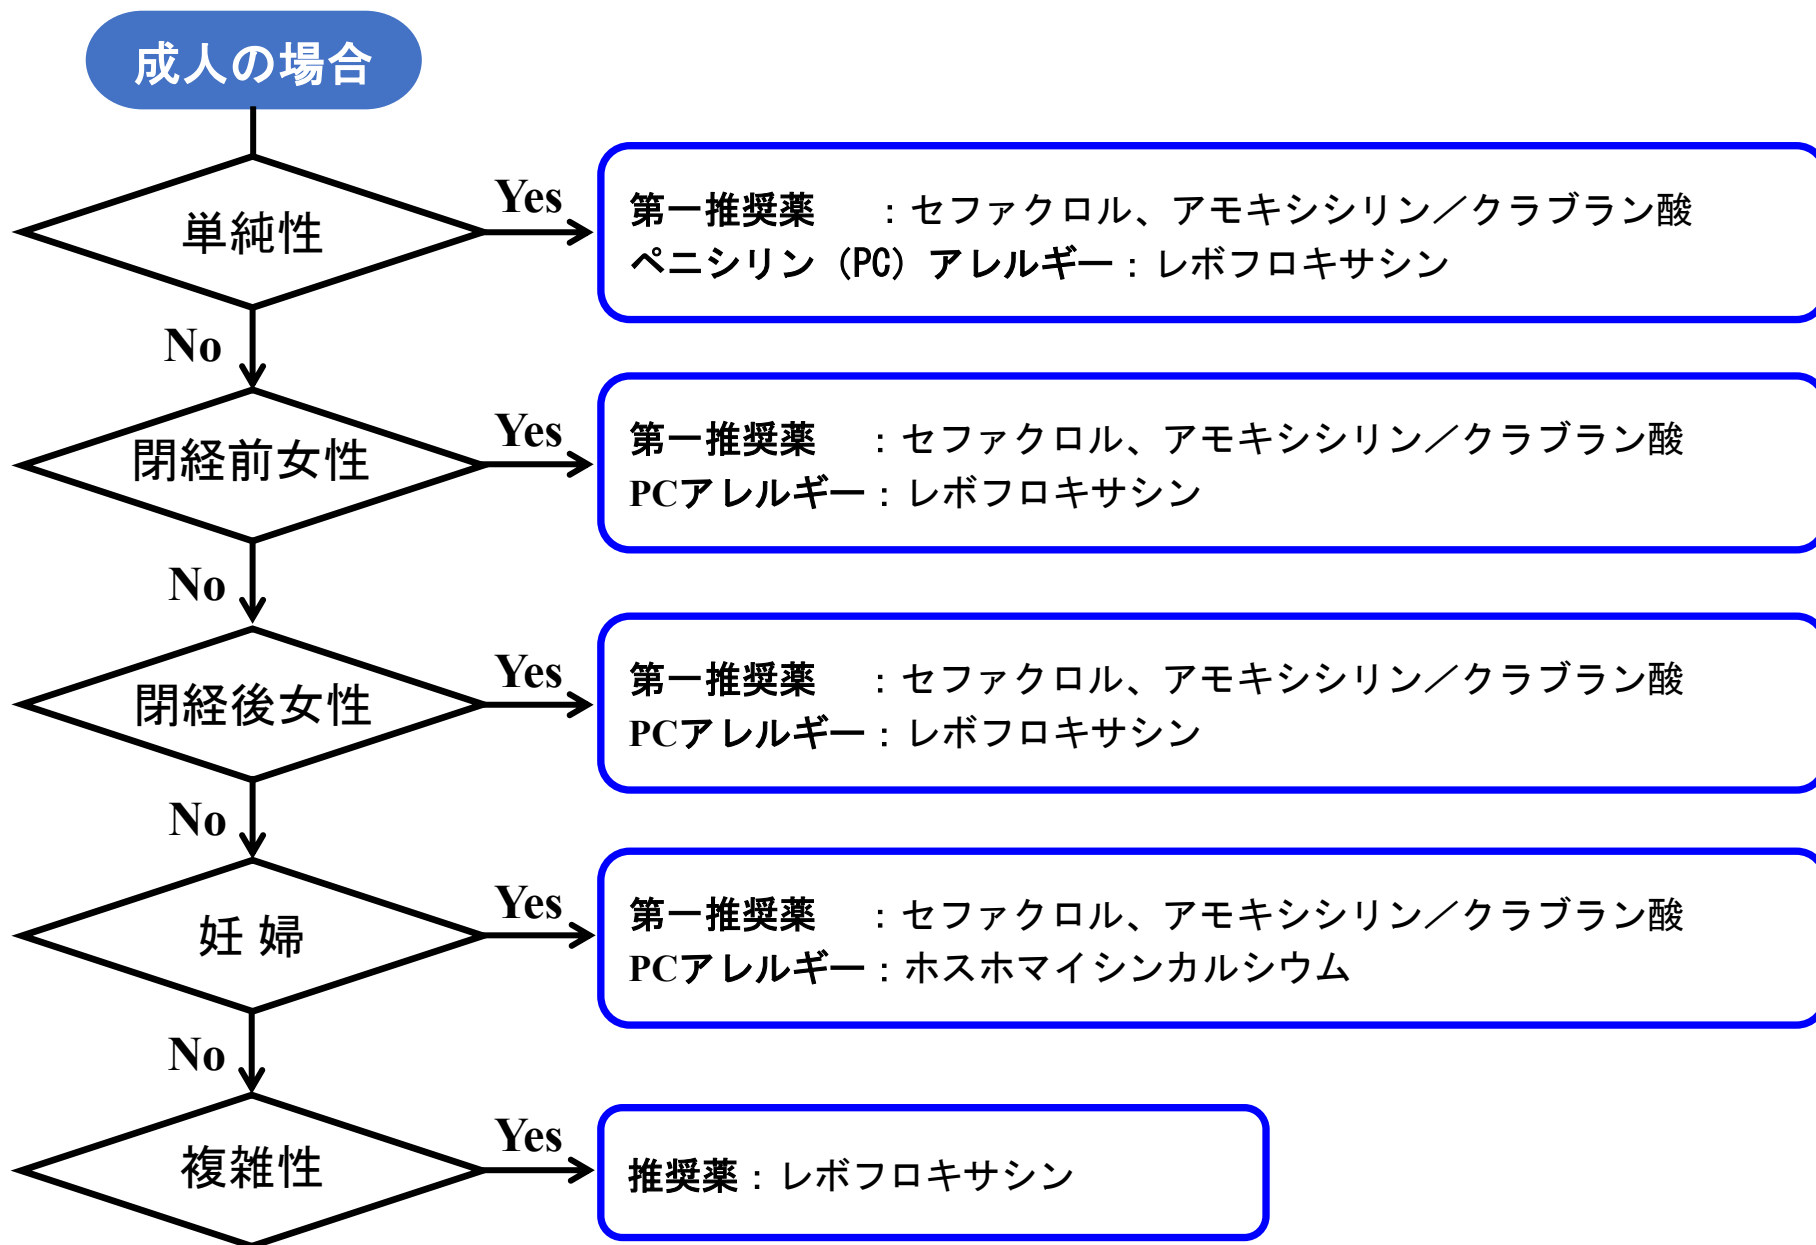 成人の場合
単純性
Yes
第一推奨薬 ：セファクロル、アモキシシリン／クラブラン酸
ペニシリン（PC）アレルギー：レボフロキサシン
No
閉経前女性
Yes
第一推奨薬 ：セファクロル、アモキシシリン／クラブラン酸
PCアレルギー：レボフロキサシン
No
閉経後女性
Yes
第一推奨薬 ：セファクロル、アモキシシリン／クラブラン酸
PCアレルギー：レボフロキサシン
No
妊 婦
Yes
第一推奨薬 ：セファクロル、アモキシシリン／クラブラン酸
PCアレルギー：ホスホマイシンカルシウム
No
複雑性
Yes
推奨薬：レボフロキサシン